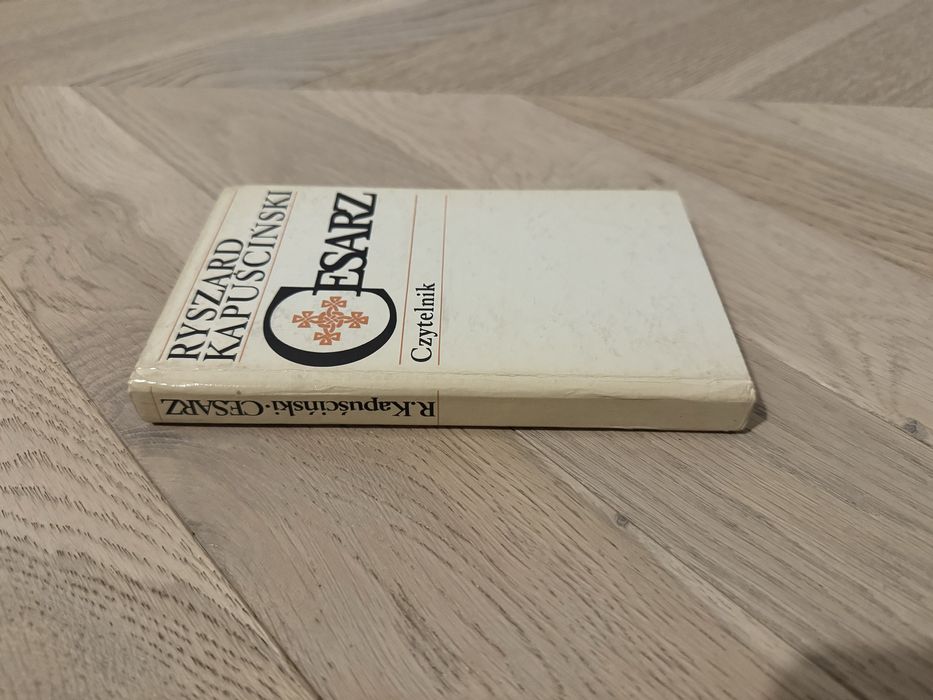 RYSZARD
KAPUŚCIŃSKI
CESARZ
Czytelnik
R.Kapuściński·CESARZ